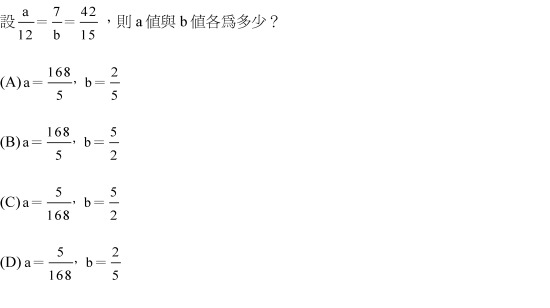 設 a/12 = 7/b = 42/15 ,則 a 值與 b 值各爲多少?
(A) a = 168/5, b = 2/5
(B) a = 168/5, b = 5/2
(C) a = 5/168, b = 5/2
(D) a = 5/168, b = 2/5